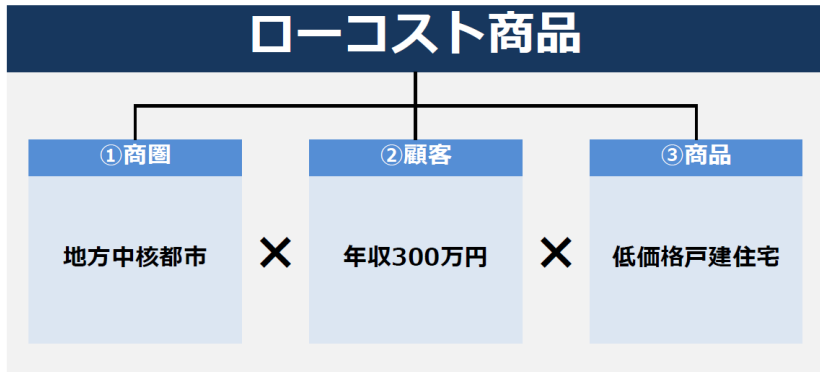 ローコスト商品
①商圏
②顧客
③商品
地方中核都市
×
年収300万円
×
低価格戸建住宅